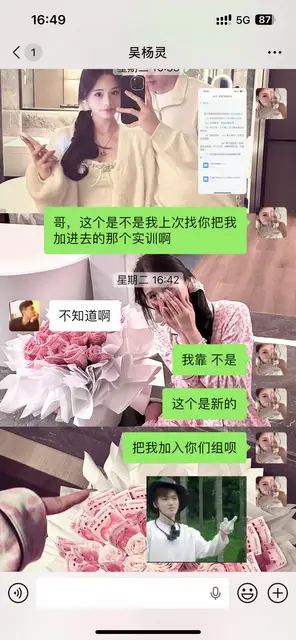 16:49
5G 87
1
吴杨灵
哥，这个是不是我上次找你把我
加进去的那个实训啊
星期二 16:42
不知道啊
我靠 不是
这个是新的
把我加入你们组呗